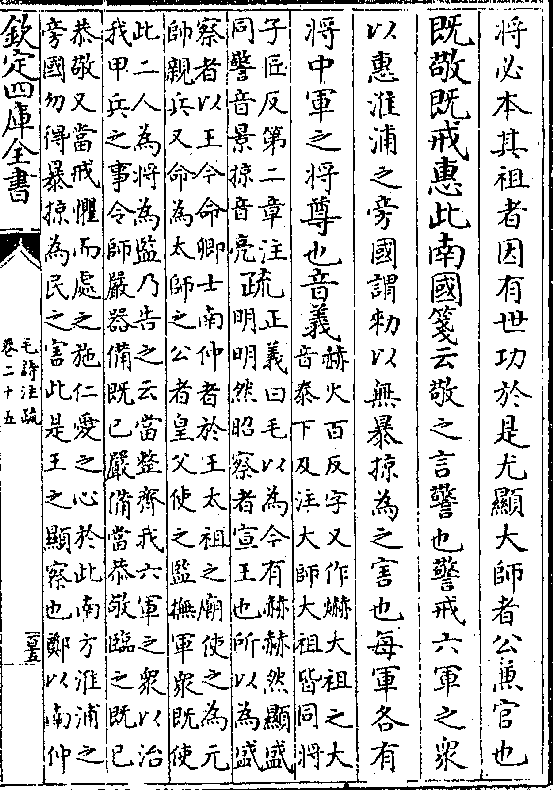 將必本其祖者因有世功於是尤顯大師者公兼官也
既敬既戒惠此南國箋云敬之言警也警戒六軍之衆
以惠淮浦之旁國謂勑以無暴掠為之害也每軍各有
將中軍之將尊也音義
赫火百反字又作爀大祖之大
音泰下及注大師大祖皆同將
子匠反第二章注
同警音景掠音亮
疏
正義曰毛以為今有赫赫然顯盛
明明然昭察者宣王也所以為盛
察者以王今命卿士南仲者於王太祖之廟使之為元
帥親兵又命為太師之公者皇父使之監撫軍衆既使
此二人為將為監乃告之云當整齊我六軍之衆以治
我甲兵之事令師嚴器備既已嚴備當恭敬臨之既已
恭敬又當戒懼而處之施仁愛之心於此南方淮浦之
旁國勿得暴掠為民之害此是王之顯察也鄭以南仲
欽定四庫全書
毛詩注疏
卷二十五